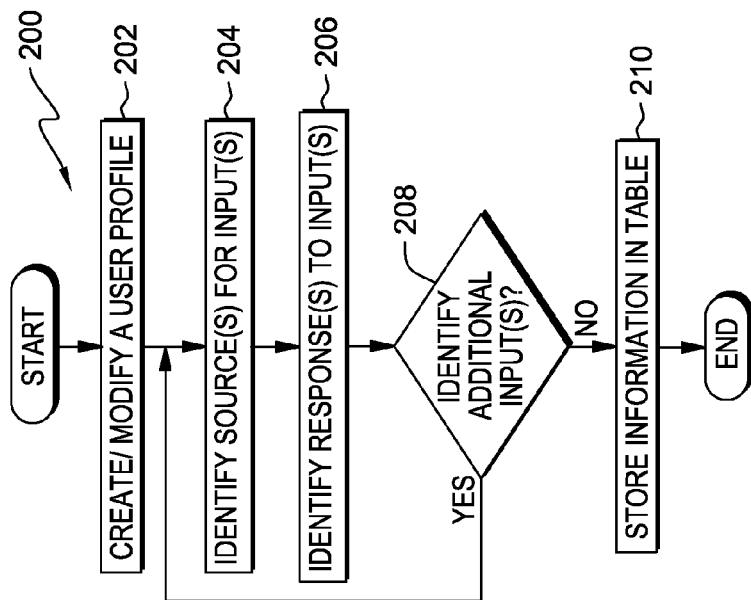 200
START
CREATE/ MODIFY A USER PROFILE
202
IDENTIFY SOURCE(S) FOR INPUT(S)
204
IDENTIFY RESPONSE(S) TO INPUT(S)
206
208
IDENTIFY
ADDITIONAL
INPUT(S)?
YES
NO
STORE INFORMATION IN TABLE
210
END